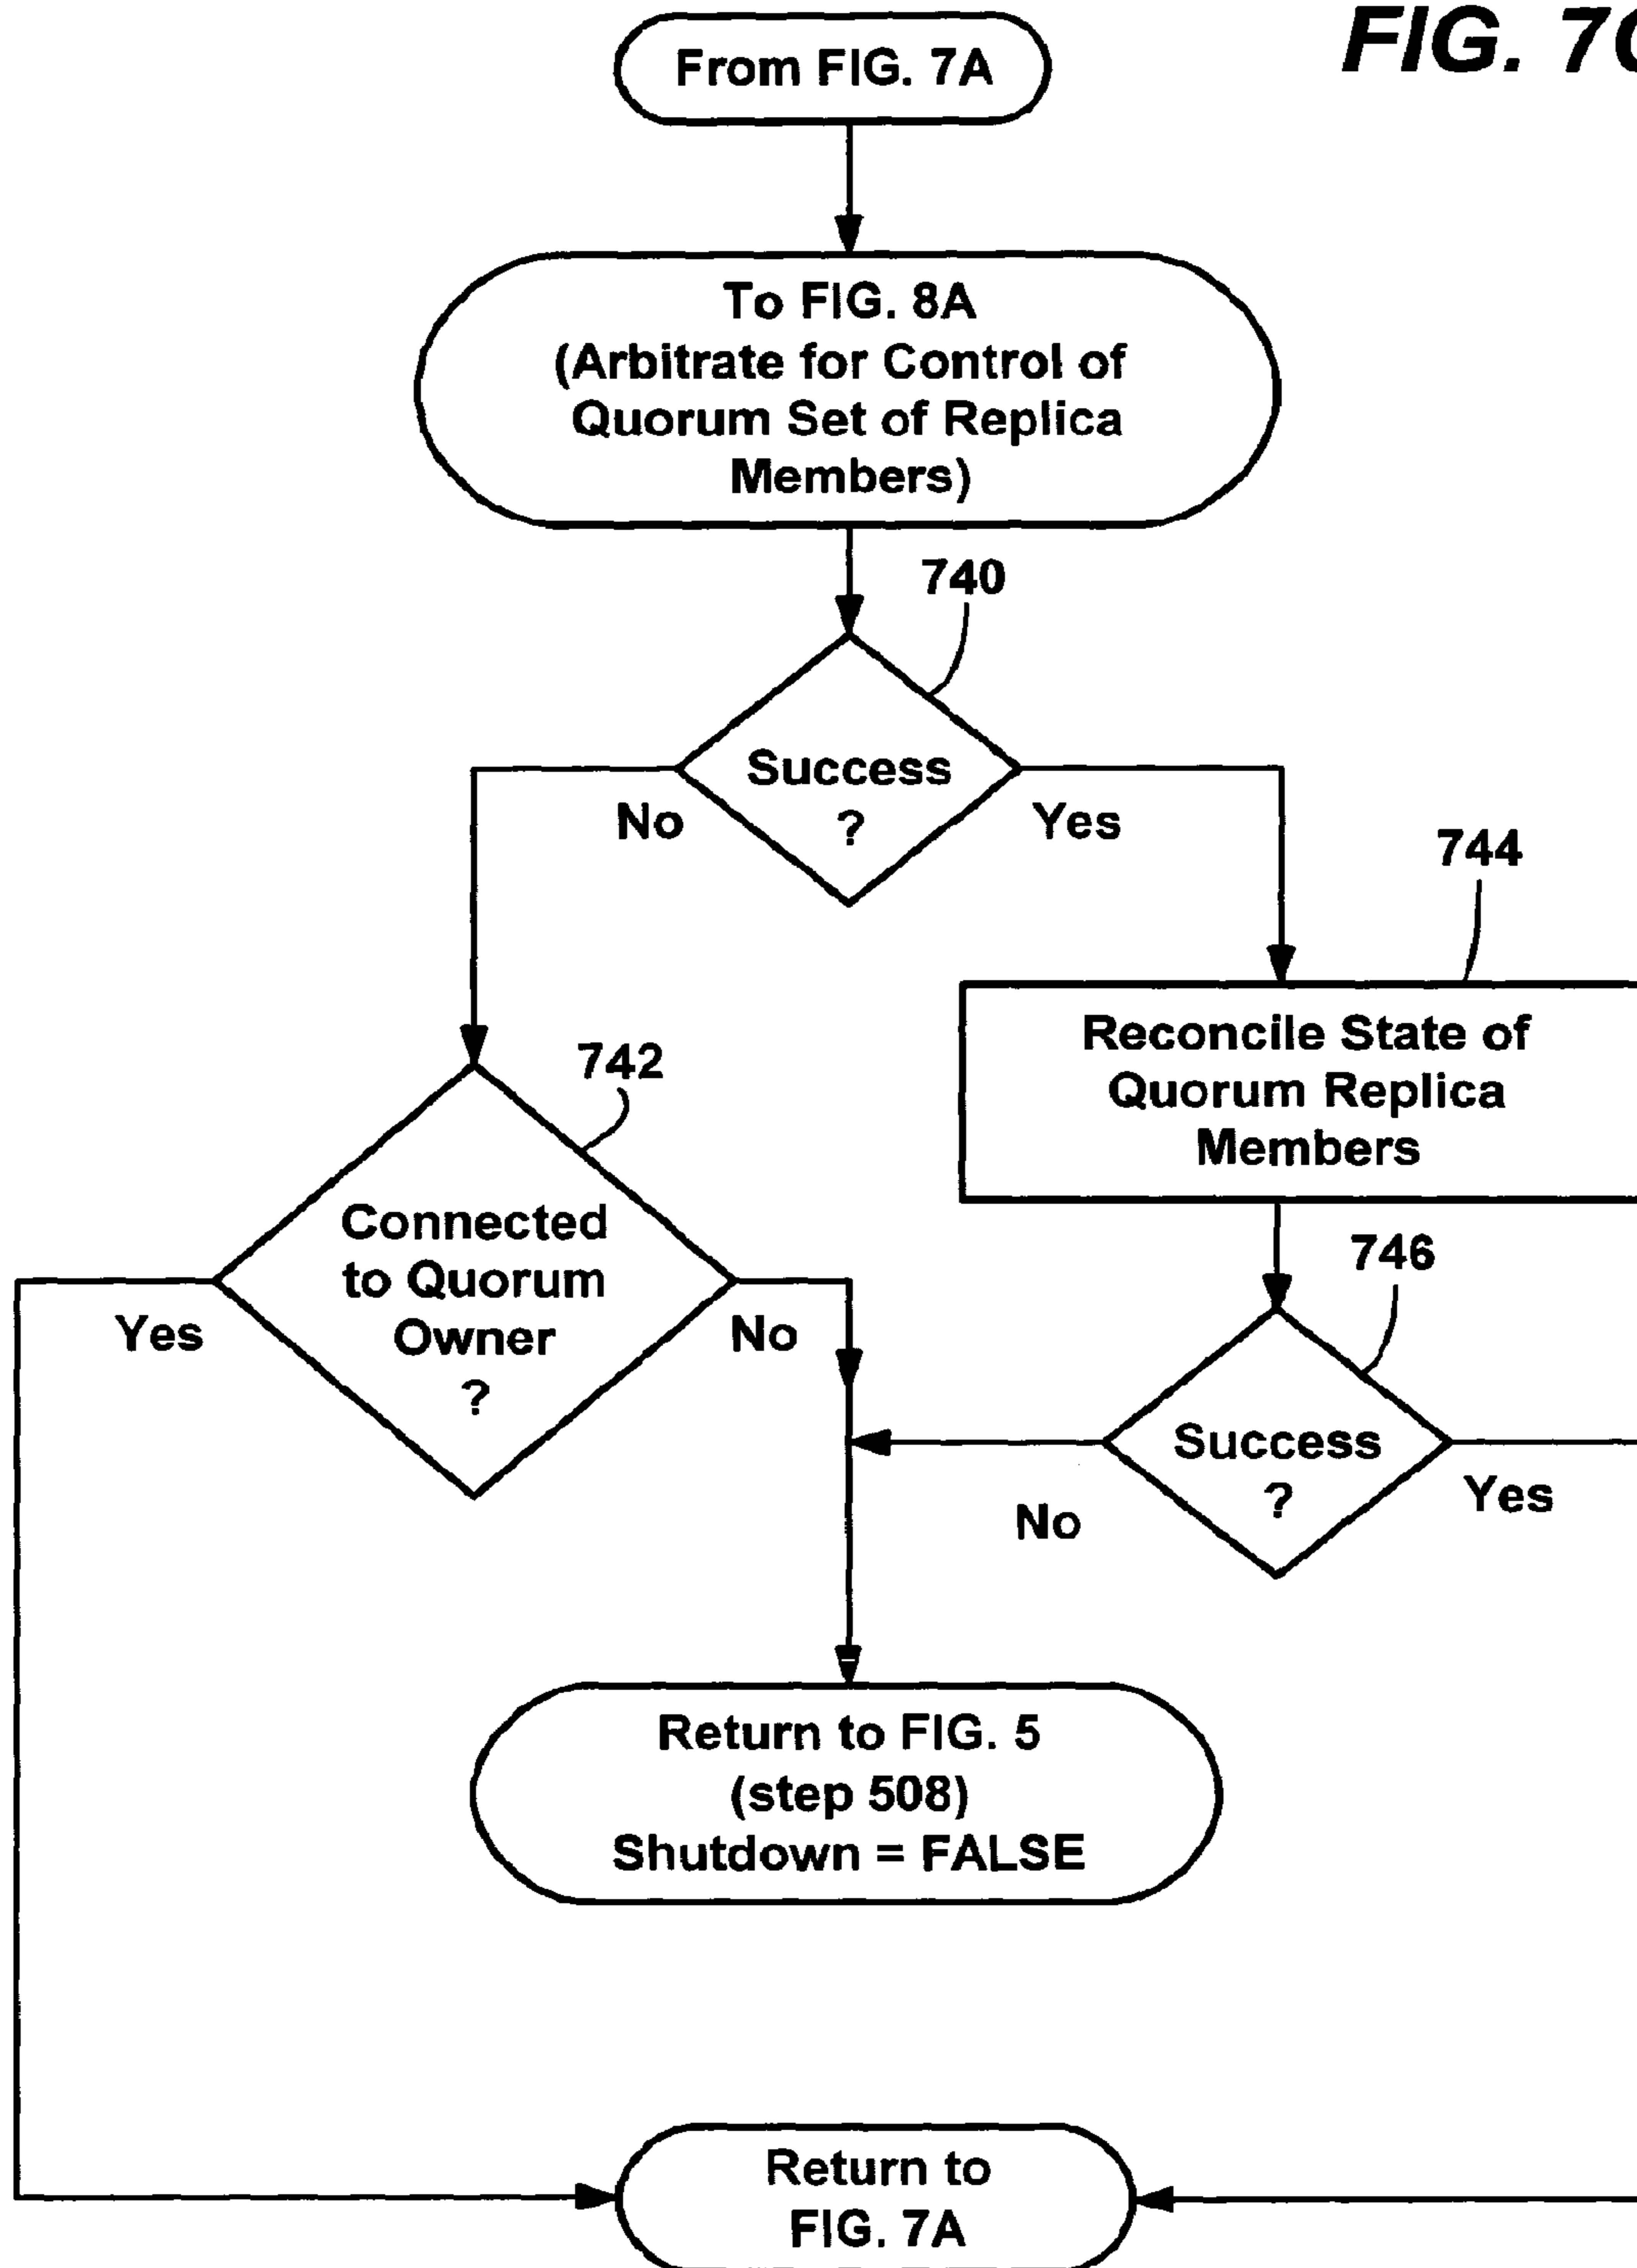 FIG. 7C
From FIG. 7A
To FIG. 8A
(Arbitrate for Control of
Quorum Set of Replica
Members)
740
Success
?
No
Yes
744
Reconcile State of
Quorum Replica
Members
742
Connected
to Quorum
Owner
?
Yes
No
746
Success
?
No
Yes
Return to FIG. 5
(step 508)
Shutdown = FALSE
Return to
FIG. 7A